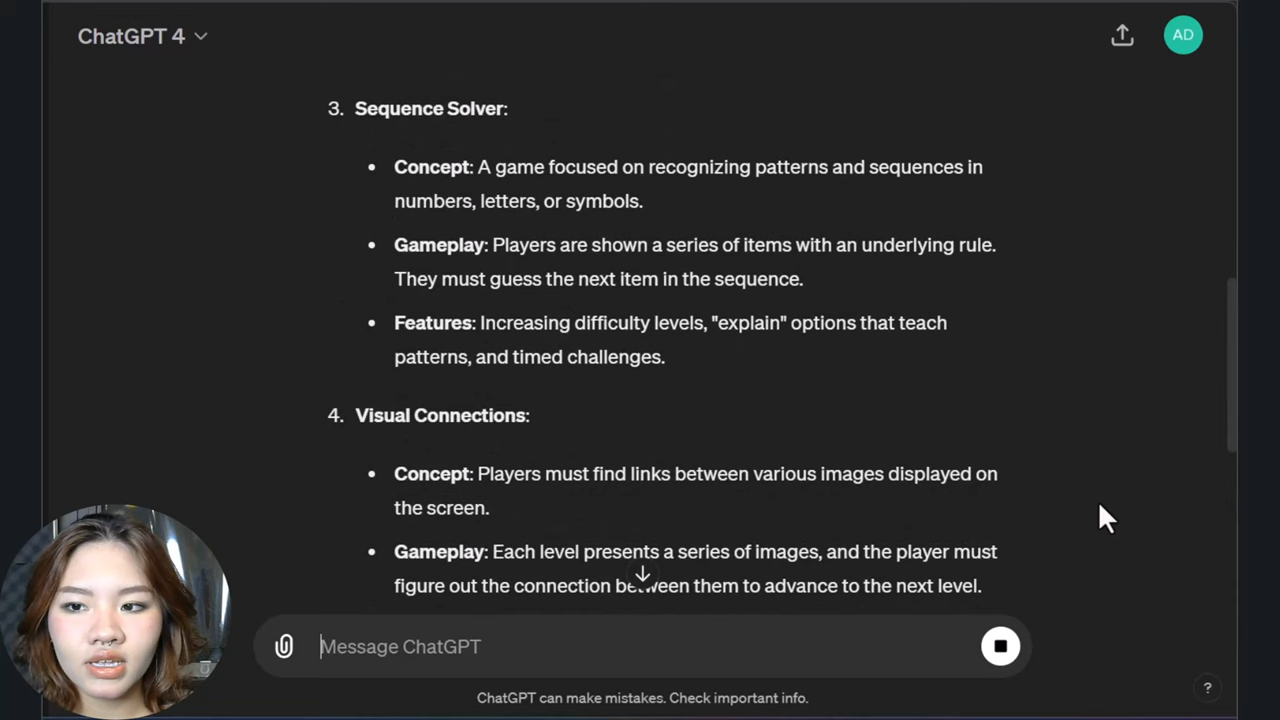 ChatGPT 4
AD
3. Sequence Solver:
• Concept: A game focused on recognizing patterns and sequences in
numbers, letters, or symbols.
• Gameplay: Players are shown a series of items with an underlying rule.
They must guess the next item in the sequence.
• Features: Increasing difficulty levels, "explain" options that teach
patterns, and timed challenges.
4. Visual Connections:
• Concept: Players must find links between various images displayed on
the screen.
• Gameplay: Each level presents a series of images, and the player must
figure out the connection between them to advance to the next level.
Message ChatGPT
ChatGPT can make mistakes. Check important info.
?